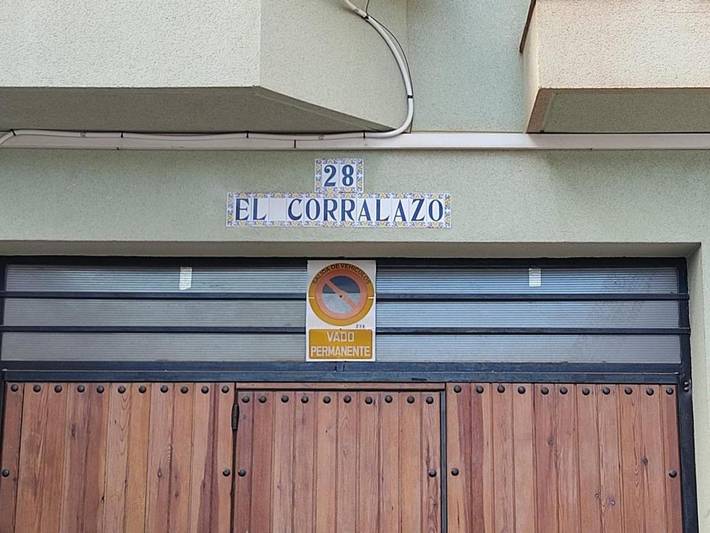 28
EL CORRALAZO
SALIDA DE VEHICULOS
VADO
PERMANENTE